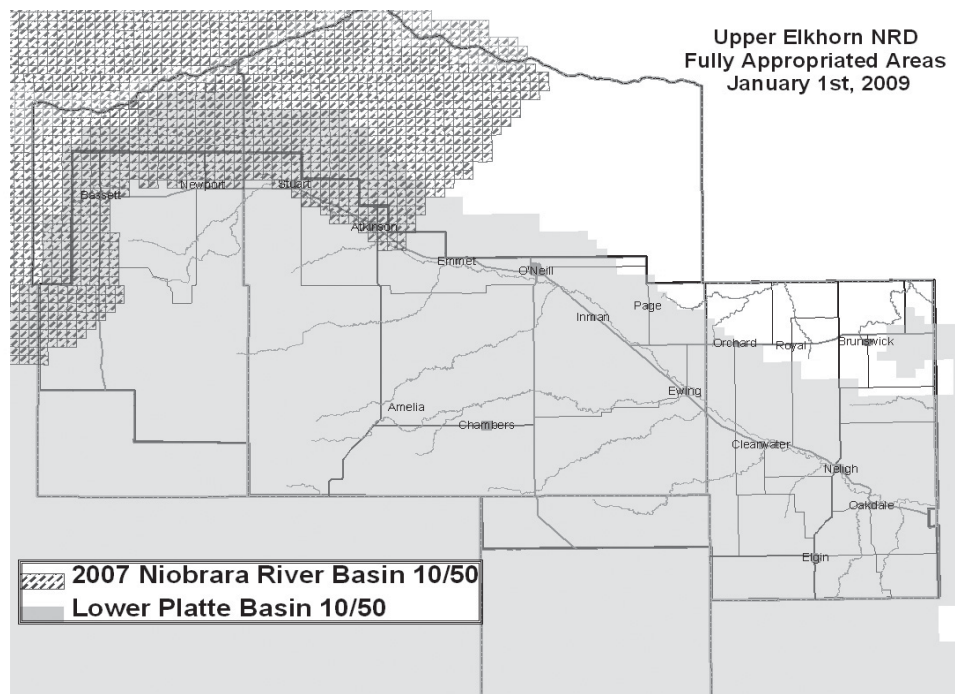 Upper Elkhorn NRD
Fully Appropriated Areas
January 1st, 2009
Bassett
Newport
Stuart
Atkinson
Emmet
O'Neill
Page
Inman
Orchard
Royal
Brunswick
Ewing
Amelia
Chambers
Clearwater
Neligh
Oakdale
Elgin
2007 Niobrara River Basin 10/50
Lower Platte Basin 10/50